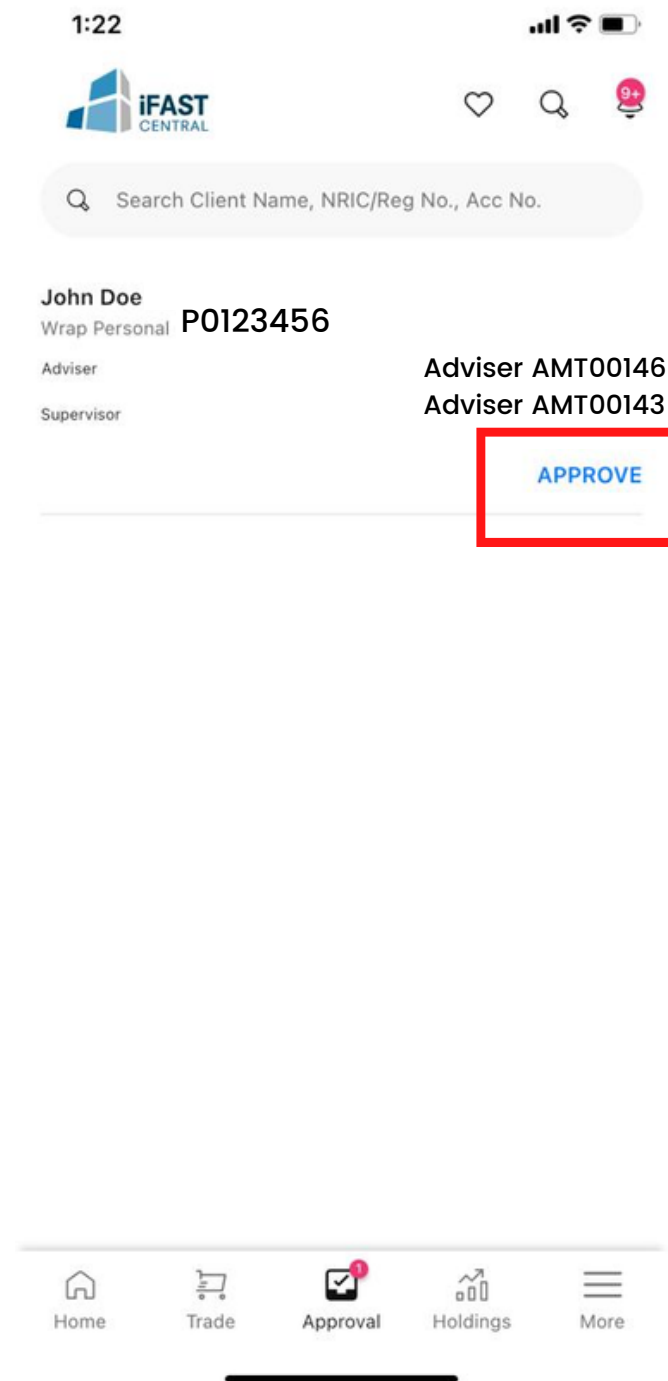 1:22
iFAST
CENTRAL
9+
Search Client Name, NRIC/Reg No., Acc No.
John Doe
Wrap Personal P0123456
Adviser Adviser AMT00146
Supervisor Adviser AMT00143
APPROVE
1
Home Trade Approval Holdings More